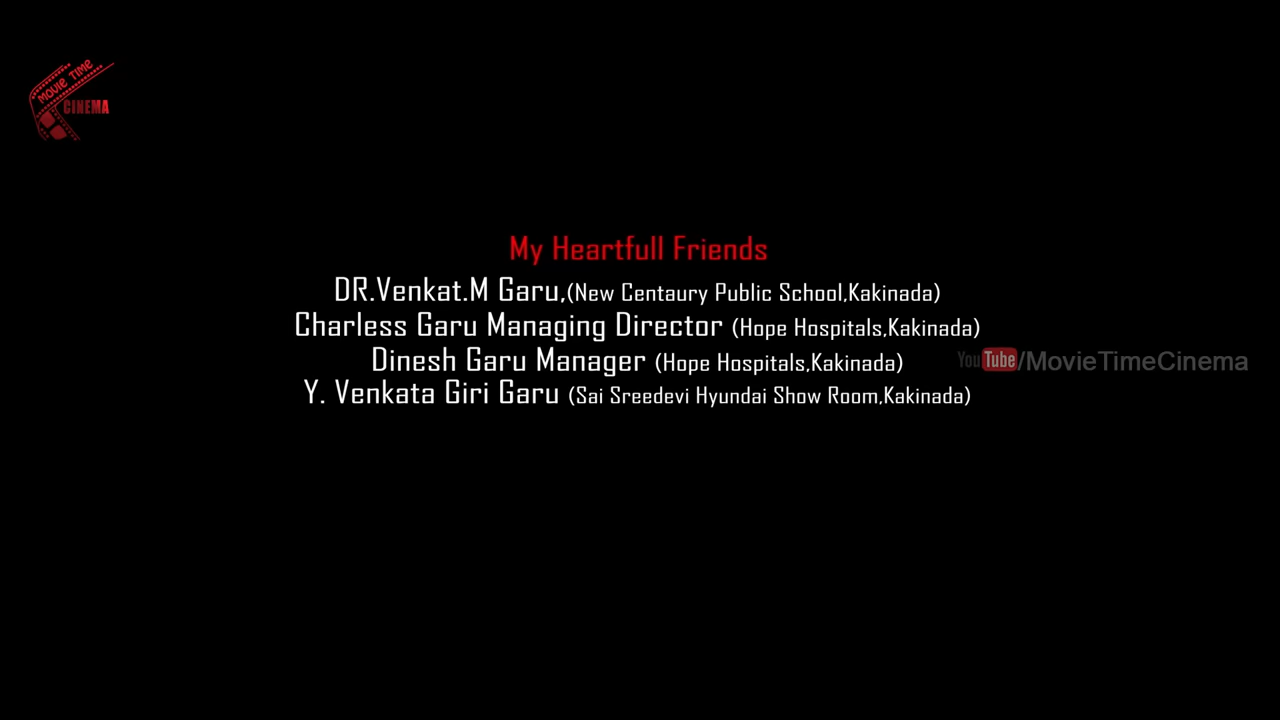 MOVIE TIME
CINEMA
My Heartfull Friends
DR.Venkat.M Garu,(New Centaury Public School,Kakinada)
Charless Garu Managing Director (Hope Hospitals,Kakinada)
Dinesh Garu Manager (Hope Hospitals,Kakinada)
YouTube/MovieTimeCinema
Y. Venkata Giri Garu (Sai Sreedevi Hyundai Show Room,Kakinada)